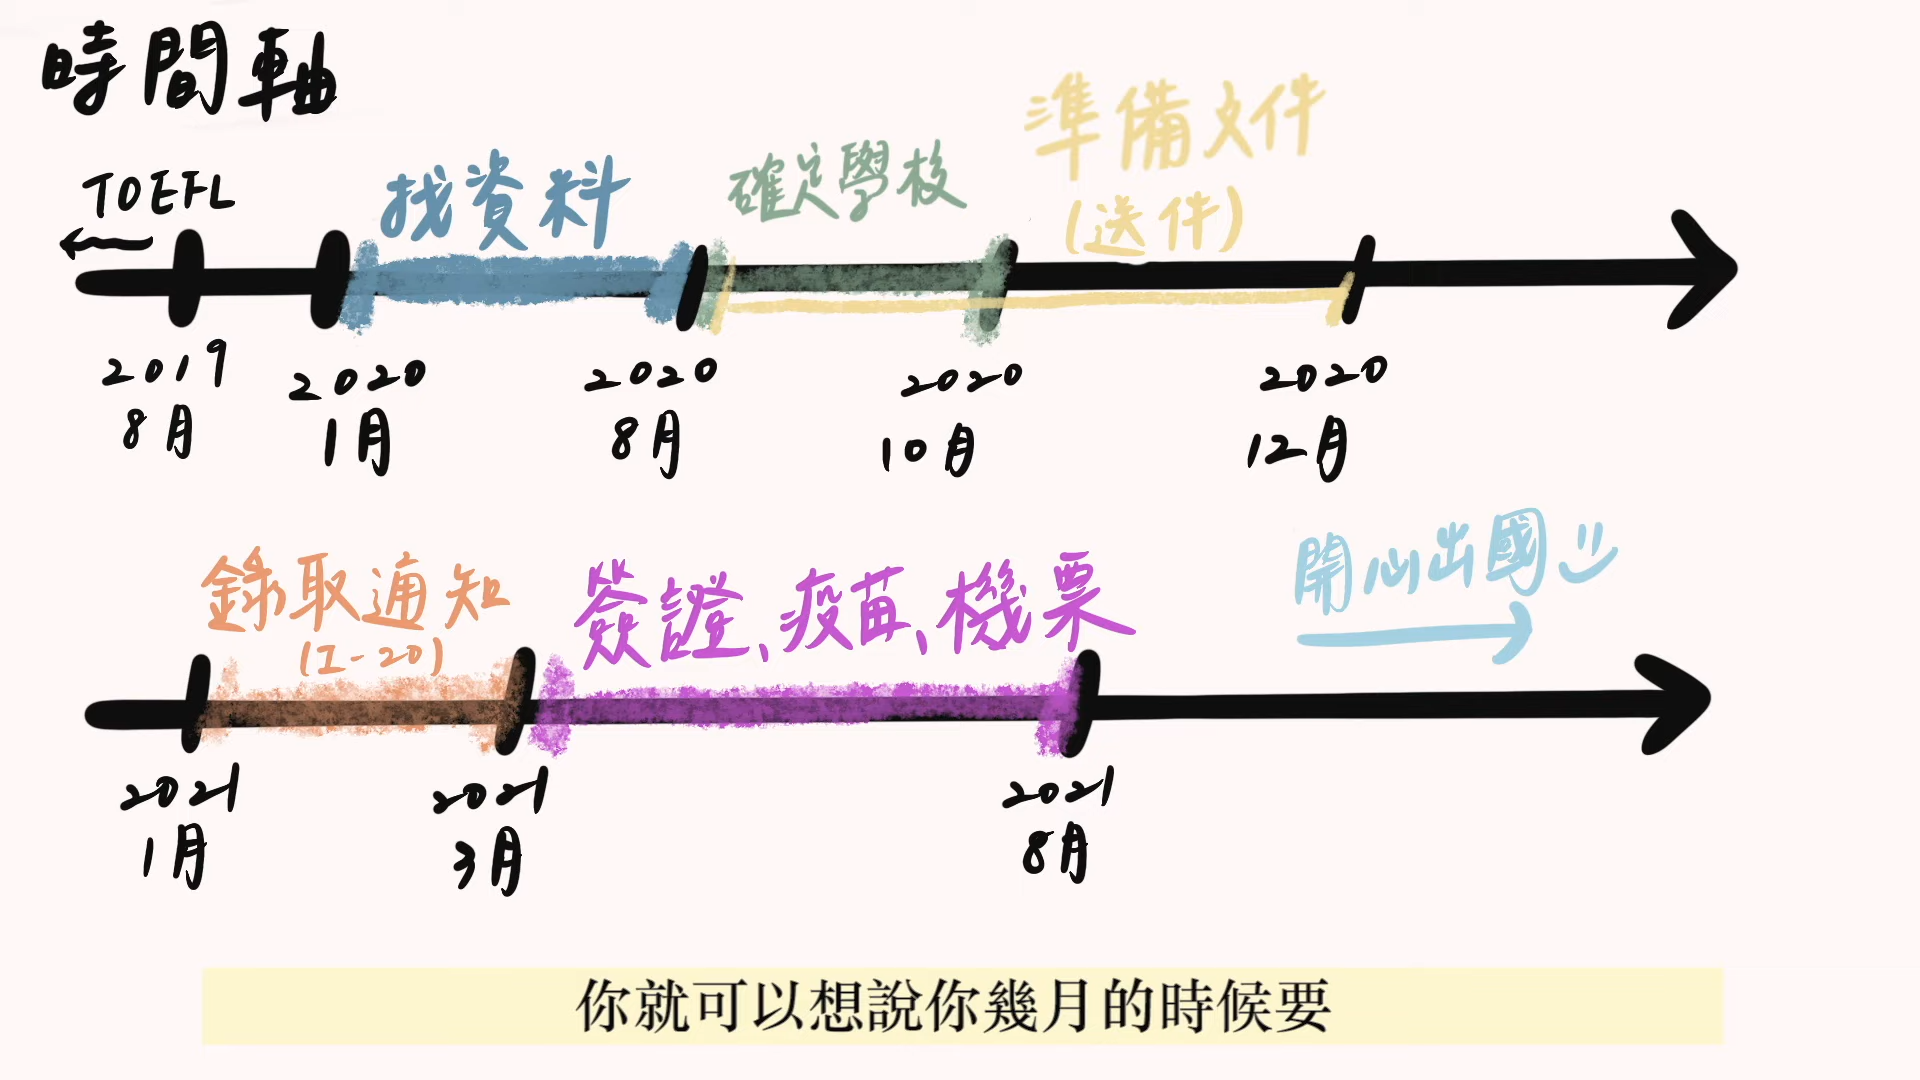 時間軸
TOEFL
找資料
確定學校
準備文件
(送件)
2019
8月
2020
1月
2020
8月
2020
10月
2020
12月
錄取通知
(I-20)
簽證、疫苗、機票
開心出國
2021
1月
2021
3月
2021
8月
你就可以想說你幾月的時候要